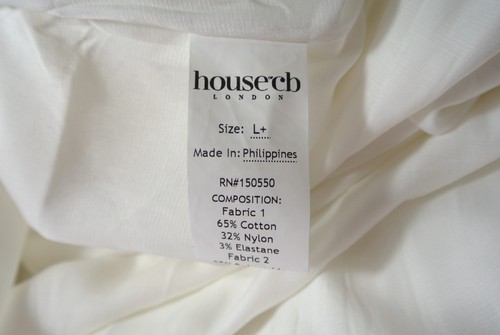 house of cb
LONDON
Size: L+
Made In: Philippines
RN#150550
COMPOSITION:
Fabric 1
65% Cotton
32% Nylon
3% Elastane
Fabric 2